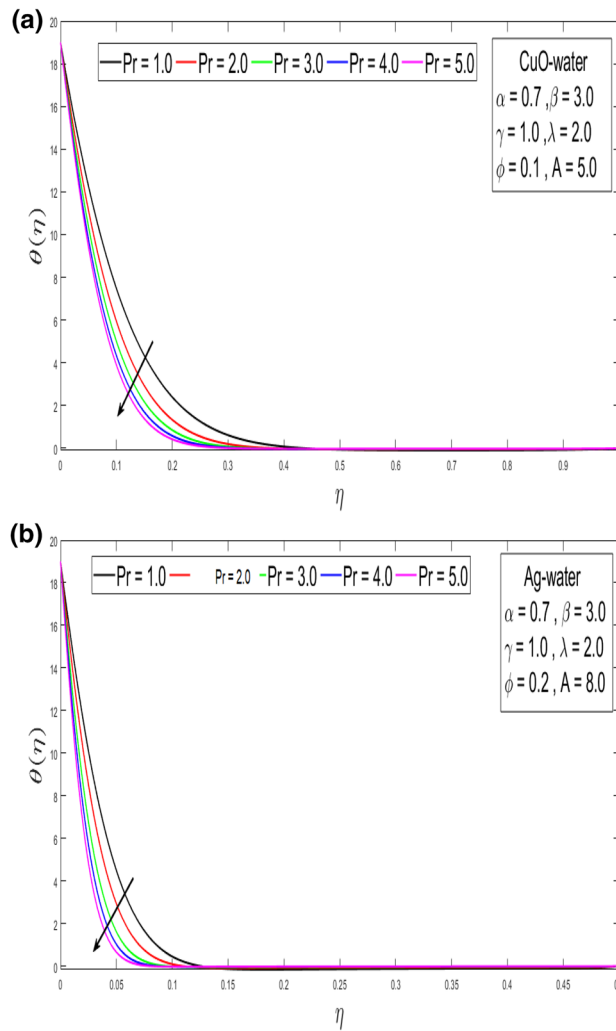 (a)
20
18
16
14
12
10
8
6
4
2
0
θ(η)
Pr = 1.0 Pr = 2.0 Pr = 3.0 Pr = 4.0 Pr = 5.0
CuO-water
α = 0.7 ,β = 3.0
γ = 1.0 ,λ = 2.0
ϕ = 0.1 , A = 5.0
0 0.1 0.2 0.3 0.4 0.5 0.6 0.7 0.8 0.9
η
(b)
20
18
16
14
12
10
8
6
4
2
0
θ(η)
Pr = 1.0 Pr = 2.0 Pr = 3.0 Pr = 4.0 Pr = 5.0
Ag-water
α = 0.7 , β = 3.0
γ = 1.0 , λ = 2.0
ϕ = 0.2 , A = 8.0
0 0.05 0.1 0.15 0.2 0.25 0.3 0.35 0.4 0.45
η